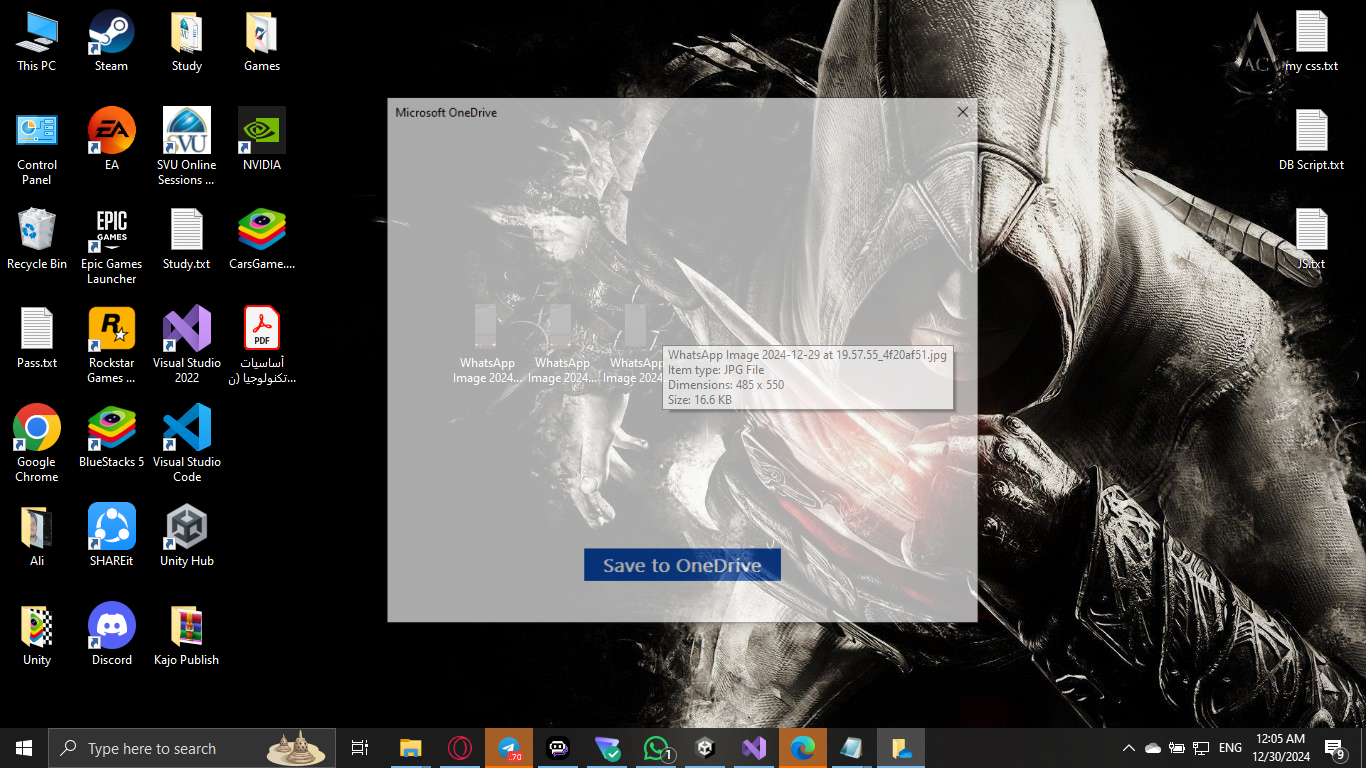 This PC
Steam
Study
Games
my css.txt
AC
Microsoft OneDrive
Control
Panel
EA
SVU
SVU Online
Sessions ...
NVIDIA
DB Script.txt
Recycle Bin
EPIC
GAMES
Epic Games
Launcher
Study.txt
CarsGame....
JS.txt
Pass.txt
R
Rockstar
Games ...
Visual Studio
2022
PDF
أساسيات
تكنولوجيا (ن...
WhatsApp
Image 2024...
WhatsApp
Image 2024...
WhatsApp
Image 2024
WhatsApp Image 2024-12-29 at 19.57.55_4f20af51.jpg
Item type: JPG File
Dimensions: 485 x 550
Size: 16.6 KB
Google
Chrome
BlueStacks 5
Visual Studio
Code
Ali
SHAREit
Unity Hub
Save to OneDrive
Unity
Discord
Kajo Publish
Type here to search
..70
1
ENG
12:05 AM
12/30/2024
9